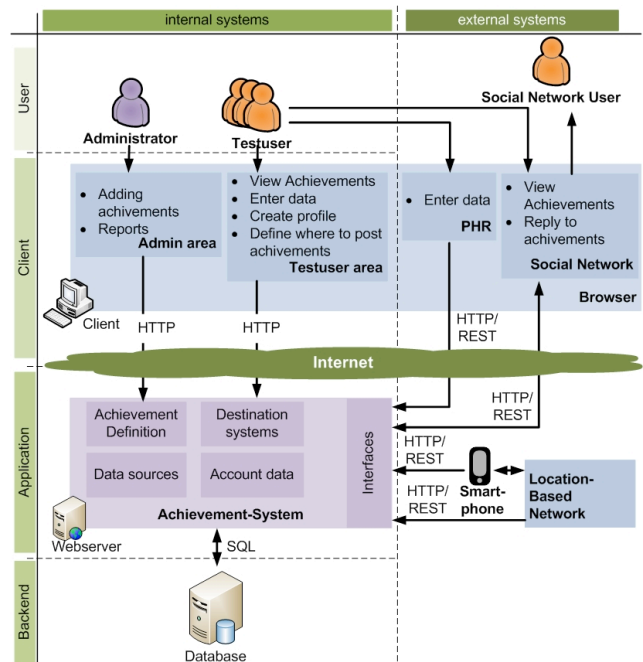 internal systems
external systems
User
Administrator
Testuser
Social Network User
Client
• Adding
achivements
• Reports
Admin area
• View Achievements
• Enter data
• Create profile
• Define where to post
achivements
Testuser area
• Enter data
PHR
• View
Achievements
• Reply to
achivements
Social Network
Browser
Client
HTTP
HTTP
HTTP/
REST
Internet
HTTP/
REST
Application
Achievement
Definition
Destination
systems
Data sources
Account data
Interfaces
Achievement-System
Webserver
HTTP/
REST
HTTP/
REST
Smart-
phone
Location-
Based
Network
SQL
Backend
Database